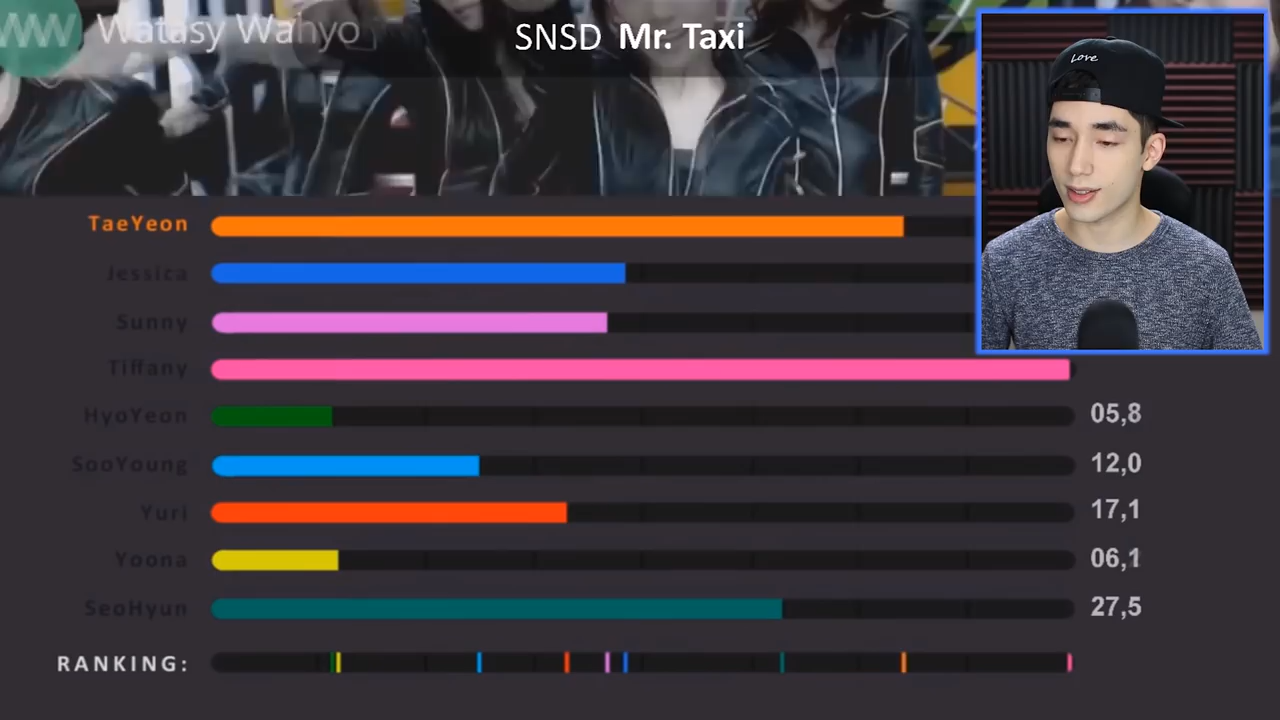 Watasy Wahyo
SNSD Mr. Taxi
Love
TaeYeon
Jessica
Sunny
Tiffany
HyoYeon 05,8
SooYoung 12,0
Yuri 17,1
Yoona 06,1
SeoHyun 27,5
RANKING: